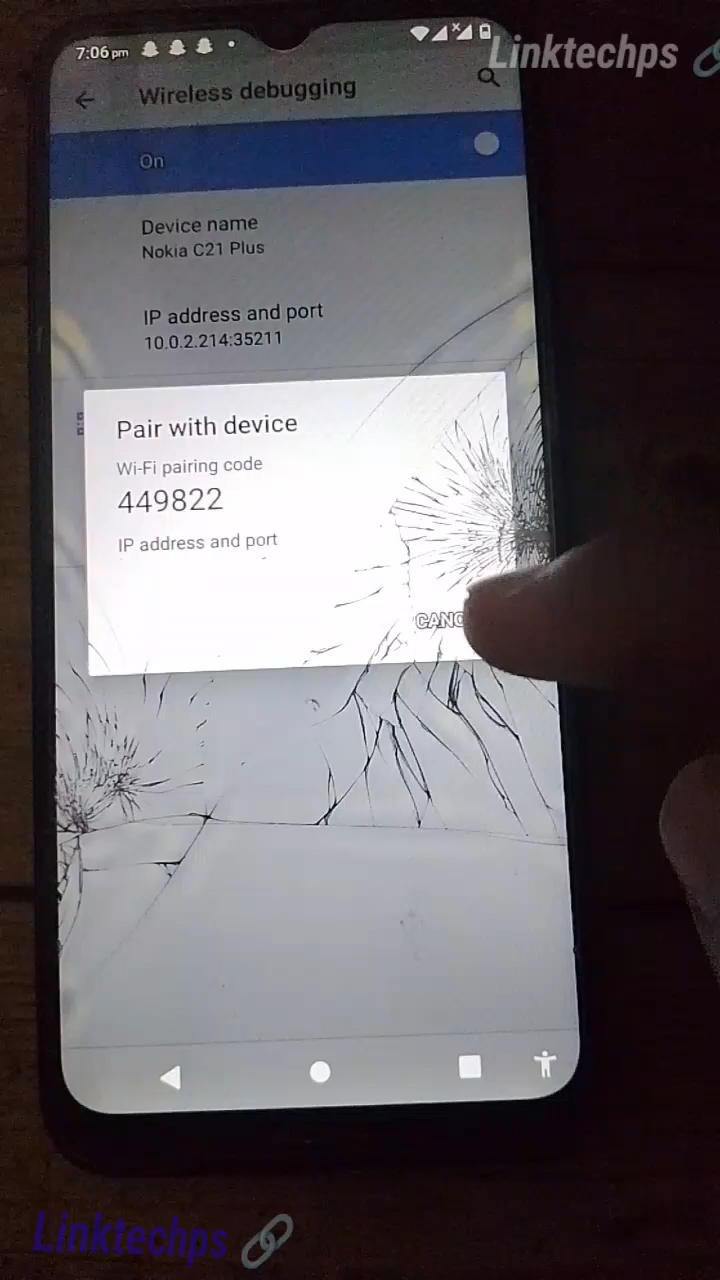 7:06 pm
Linktechps
Wireless debugging
On
Device name
Nokia C21 Plus
IP address and port
10.0.2.214:35211
Pair with device
Wi-Fi pairing code
449822
IP address and port
CANC
Linktechps